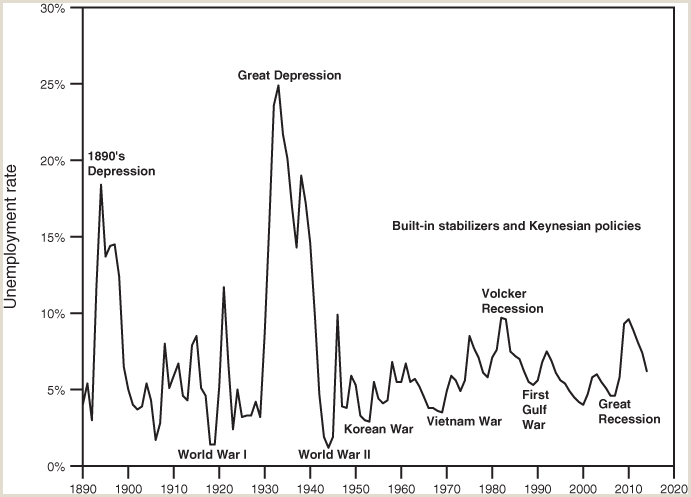 30%
25%
20%
15%
10%
5%
0%
Unemployment rate
1890's
Depression
Great Depression
Built-in stabilizers and Keynesian policies
Volcker
Recession
World War I
World War II
Korean War
Vietnam War
First
Gulf
War
Great
Recession
1890 1900 1910 1920 1930 1940 1950 1960 1970 1980 1990 2000 2010 2020